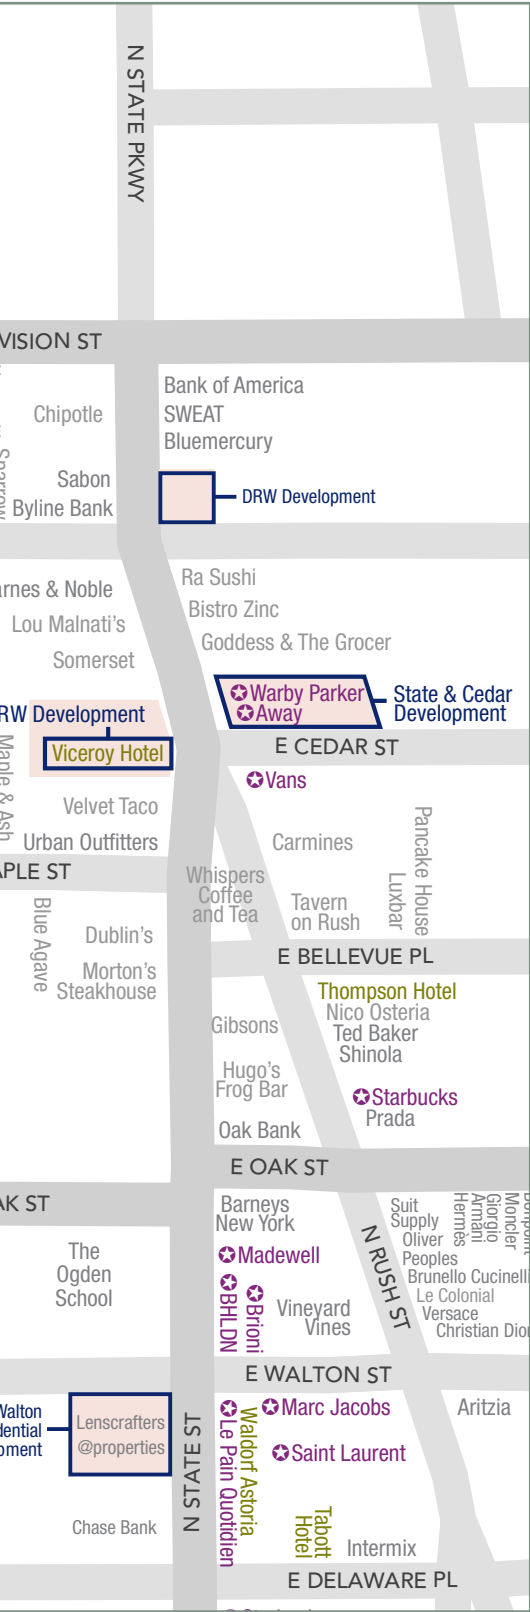 N STATE PKWY
VISION ST
Bank of America
Chipotle
SWEAT
Bluemercury
Sparrow
Sabon
Byline Bank
DRW Development
Ra Sushi
arnes & Noble
Bistro Zinc
Lou Malnati's
Goddess & The Grocer
Somerset
Warby Parker
Away
State & Cedar
Development
RW Development
Viceroy Hotel
E CEDAR ST
Maple & Ash
Vans
Velvet Taco
Urban Outfitters
Carmines
Pancake House
Luxbar
APLE ST
Whispers
Coffee
and Tea
Tavern
on Rush
Blue Agave
Dublin's
E BELLEVUE PL
Morton's
Steakhouse
Thompson Hotel
Nico Osteria
Ted Baker
Shinola
Gibsons
Hugo's
Frog Bar
Starbucks
Prada
Oak Bank
E OAK ST
AK ST
Barneys
New York
Suit
Supply
Oliver
Peoples
Hermès
Giorgio
Armani
Moncler
Brunello Cucinelli
Le Colonial
Versace
Christian Dior
N RUSH ST
The
Ogden
School
Madewell
BHLDN
Brioni
Vineyard
Vines
E WALTON ST
Walton
dential
pment
Lenscrafters
@properties
N STATE ST
Le Pain Quotidien
Waldorf Astoria
Marc Jacobs
Aritzia
Saint Laurent
Chase Bank
Tabott
Hotel
Intermix
E DELAWARE PL